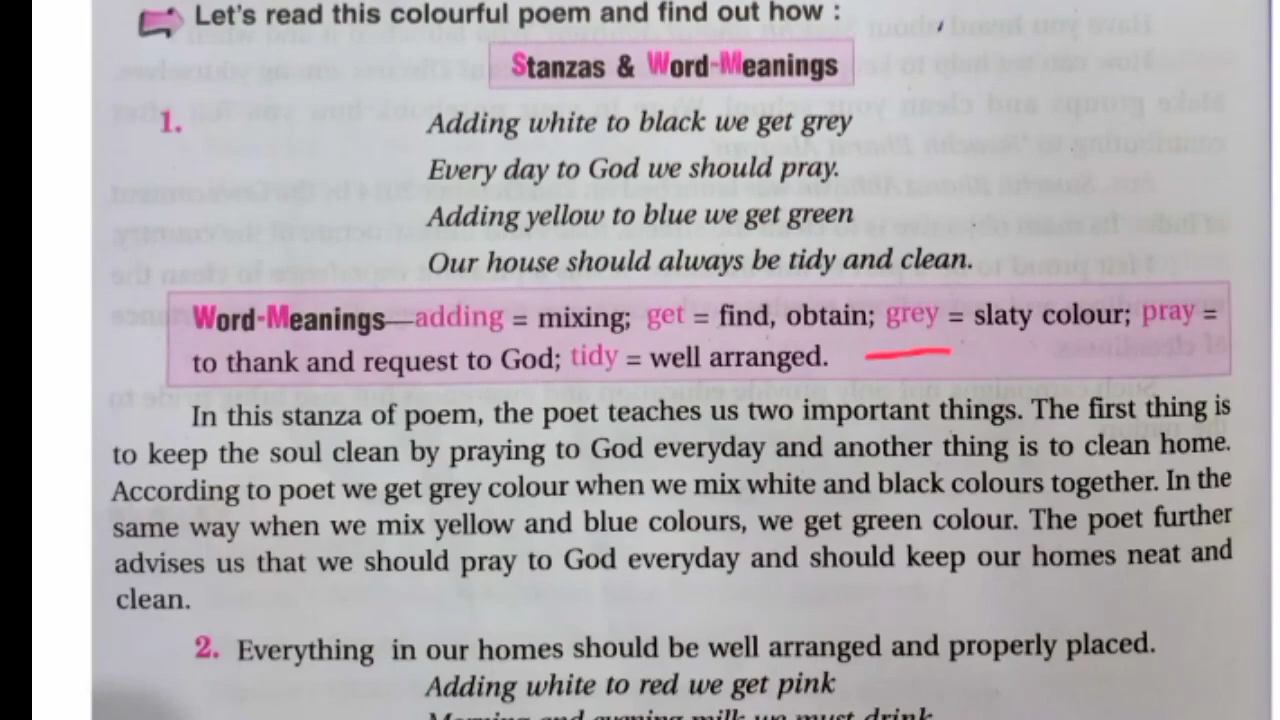 Let's read this colourful poem and find out how :
Stanzas & Word-Meanings
1.
Adding white to black we get grey
Every day to God we should pray.
Adding yellow to blue we get green
Our house should always be tidy and clean.
Word-Meanings—adding = mixing; get = find, obtain; grey = slaty colour; pray =
to thank and request to God; tidy = well arranged.
In this stanza of poem, the poet teaches us two important things. The first thing is
to keep the soul clean by praying to God everyday and another thing is to clean home.
According to poet we get grey colour when we mix white and black colours together. In the
same way when we mix yellow and blue colours, we get green colour. The poet further
advises us that we should pray to God everyday and should keep our homes neat and
clean.
2. Everything in our homes should be well arranged and properly placed.
Adding white to red we get pink
Morning and evening milk we must drink